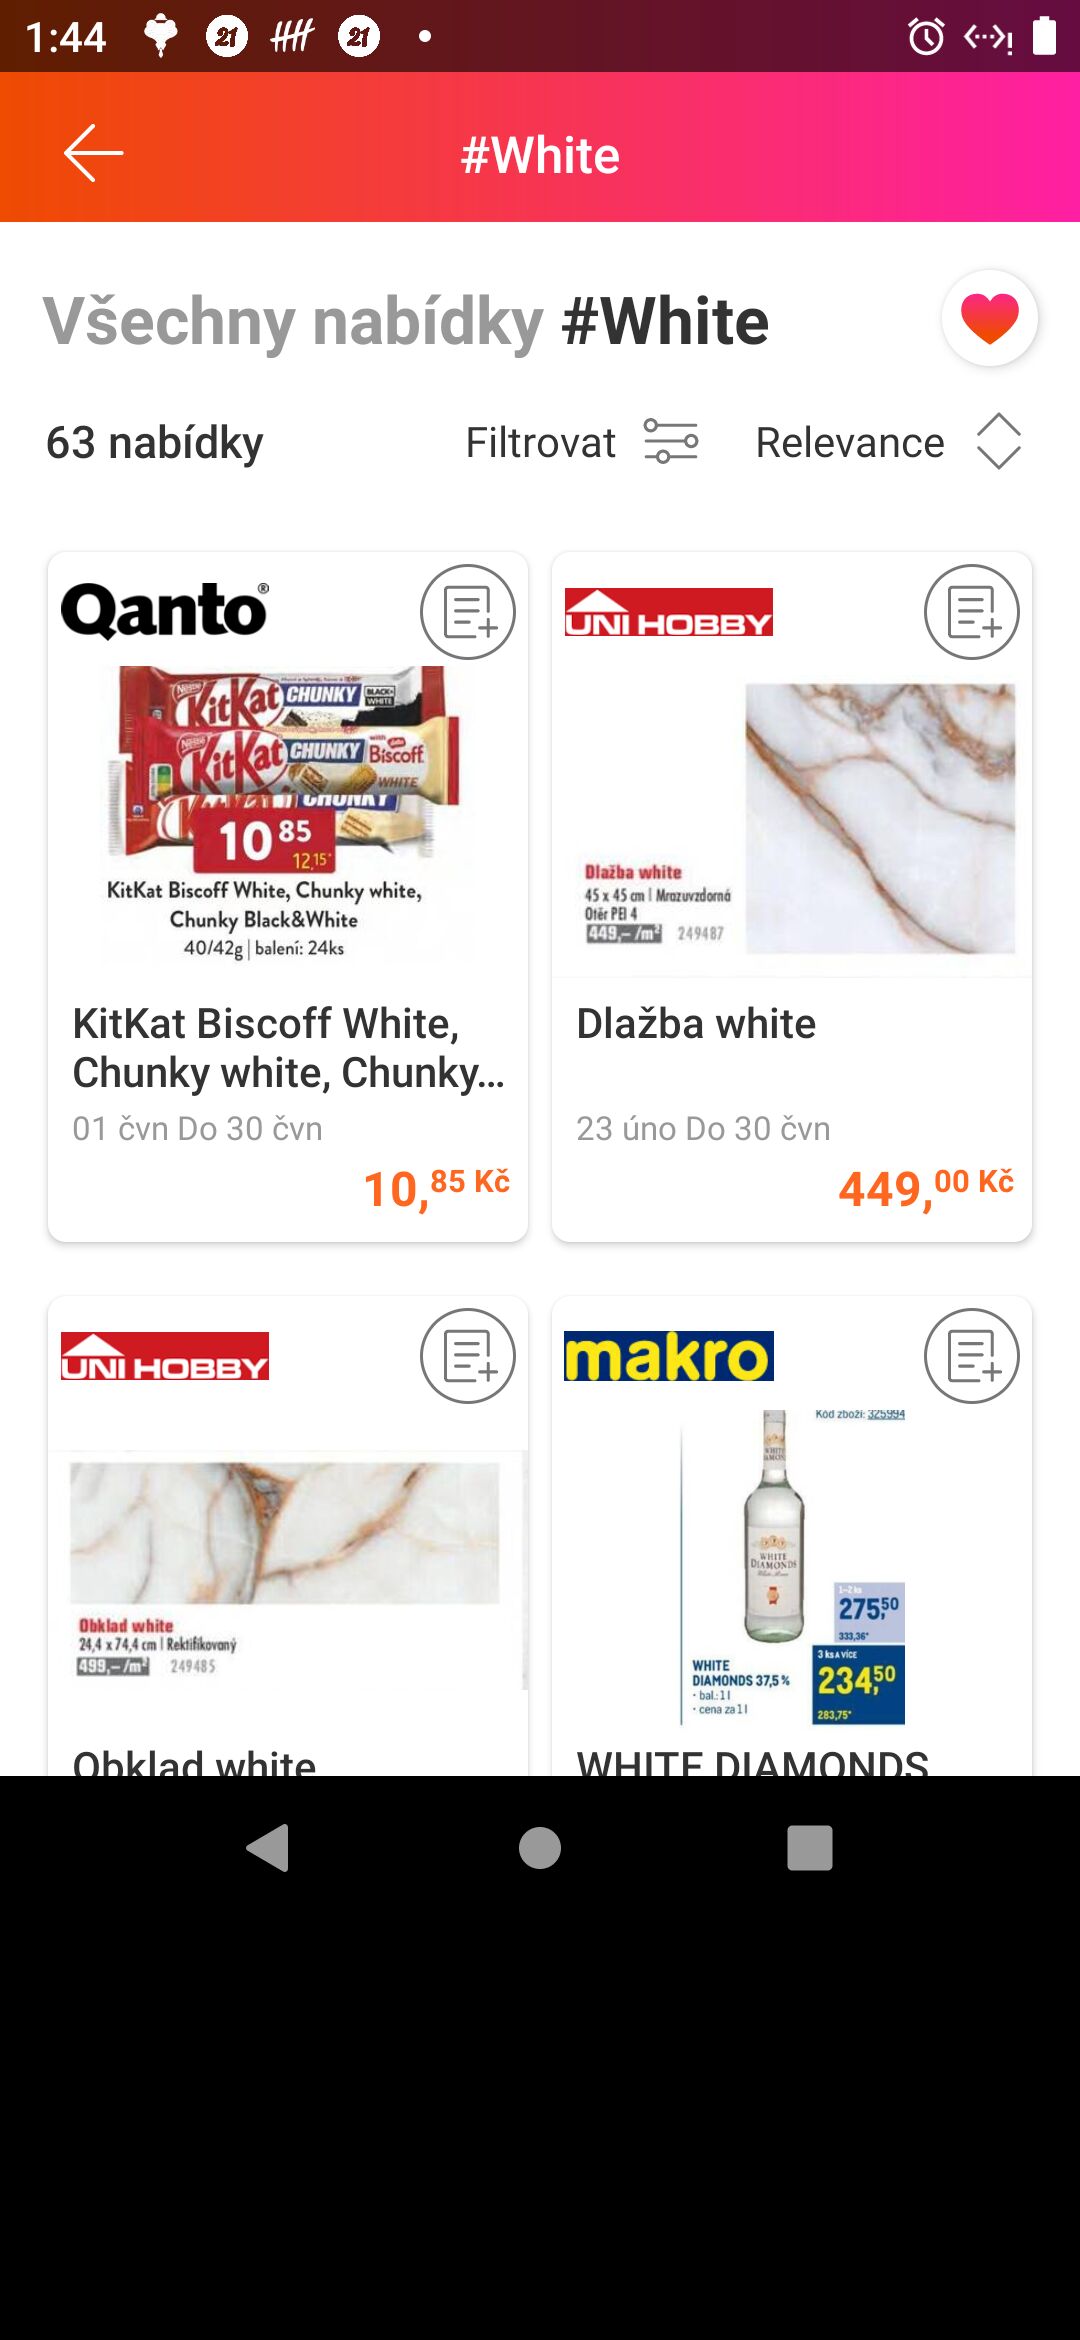 1:44
#White
Všechny nabídky #White
63 nabídky
Filtrovat
Relevance
Qanto®
KitKat CHUNKY BLACK& WHITE
Nestlé KitKat CHUNKY with Biscoff
WHITE
CHUNKY
10 85
12,15*
KitKat Biscoff White, Chunky white,
Chunky Black&White
40/42g | balení: 24ks
KitKat Biscoff White,
Chunky white, Chunky...
01 čvn Do 30 čvn
10,85 Kč
UNI HOBBY
Dlažba white
45 x 45 cm | Mrazuvzdorná
Otěr PEI 4
449,– /m² 249487
Dlažba white
23 úno Do 30 čvn
449,00 Kč
UNI HOBBY
Obklad white
24,4 x 74,4 cm | Rektifikovaný
499,– /m² 249485
Obklad white
makro
Kód zboží: 325994
WHITE
DIAMONDS
1–2 ks
275,50
333,36*
3 ks A VÍCE
234,50
283,75*
WHITE
DIAMONDS 37,5 %
• bal.: 1 l
• cena za 1 l
WHITE DIAMONDS